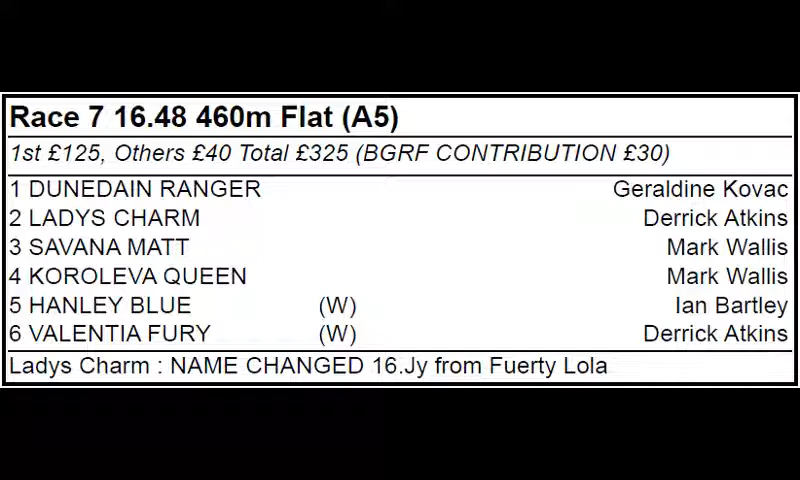 Race 7 16.48 460m Flat (A5)
1st £125, Others £40 Total £325 (BGRF CONTRIBUTION £30)
1 DUNEDAIN RANGER Geraldine Kovac
2 LADYS CHARM Derrick Atkins
3 SAVANA MATT Mark Wallis
4 KOROLEVA QUEEN Mark Wallis
5 HANLEY BLUE (W) Ian Bartley
6 VALENTIA FURY (W) Derrick Atkins
Ladys Charm : NAME CHANGED 16.Jy from Fuerty Lola